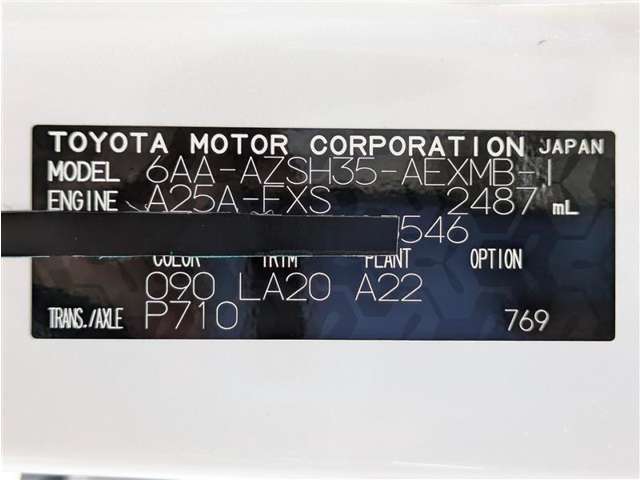 TOYOTA MOTOR CORPORATION JAPAN
MODEL 6AA-AZSH35-AEXMB-I
ENGINE A25A-FXS 2487 mL
546
COLOR TRIM PLANT OPTION
090 LA20 A22
TRANS./AXLE P710 769